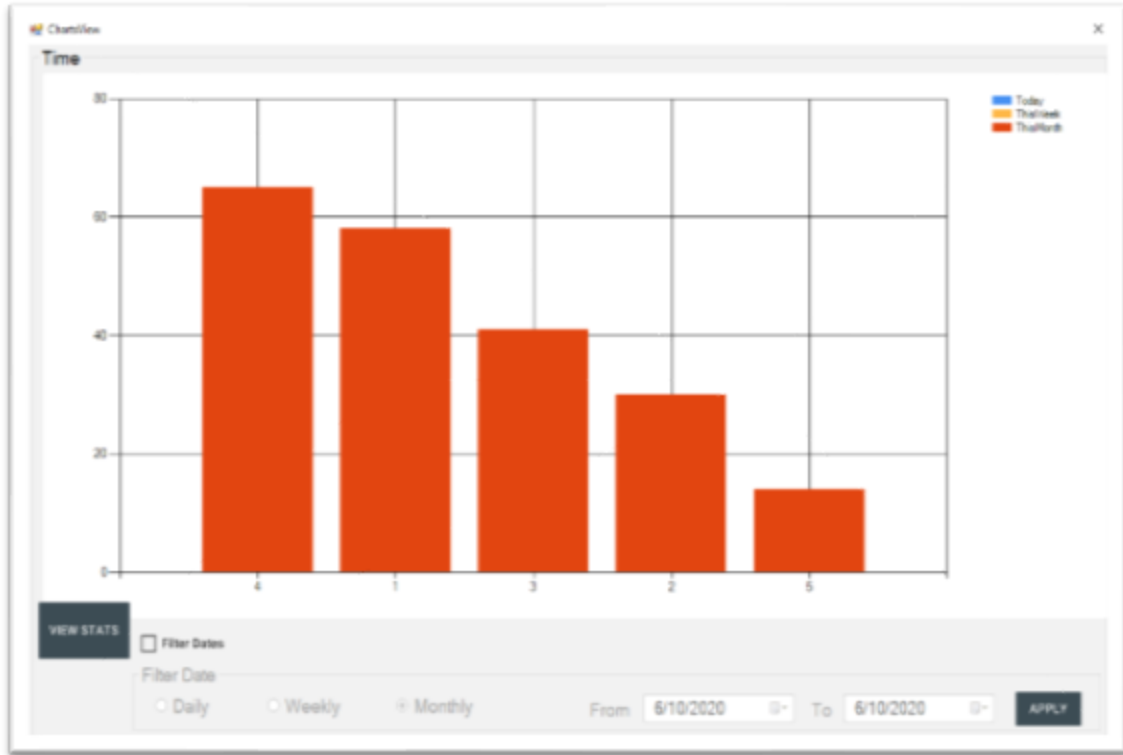 ChartsView
Time
80
60
40
20
0
4 1 3 2 5
Today
ThisWeek
ThisMonth
VIEW STATS
Filter Dates
Filter Date
Daily Weekly Monthly From 6/10/2020 To 6/10/2020 APPLY